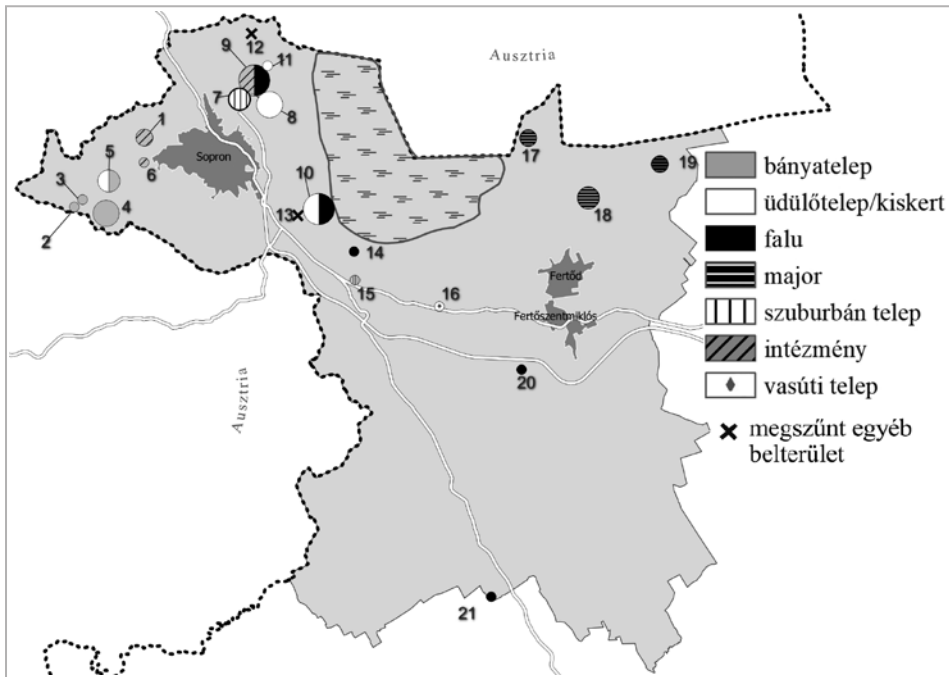 Ausztria
9
12
11
7
8
1
Sopron
5
6
3
4
2
10
13
14
15
16
17
18
19
Fertőd
Fertőszentmiklós
20
21
Ausztria
bányatelep
üdülőtelep/kiskert
falu
major
szuburbán telep
intézmény
vasúti telep
megszűnt egyéb
belterület